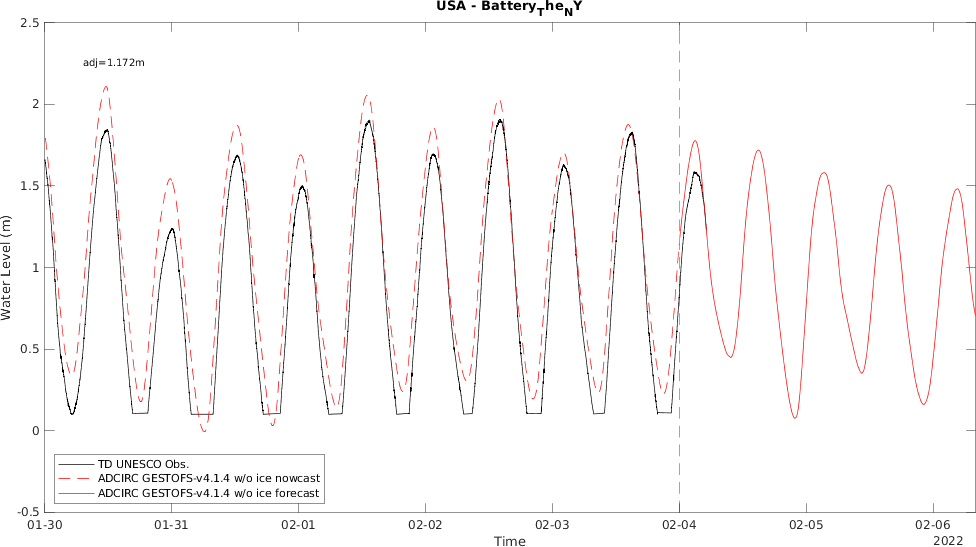 USA - BatteryTheNY
adj=1.172m
2.5
2
1.5
1
0.5
0
-0.5
Water Level (m)
TD UNESCO Obs.
ADCIRC GESTOFS-v4.1.4 w/o ice nowcast
ADCIRC GESTOFS-v4.1.4 w/o ice forecast
01-30 01-31 02-01 02-02 02-03 02-04 02-05 02-06
Time
2022